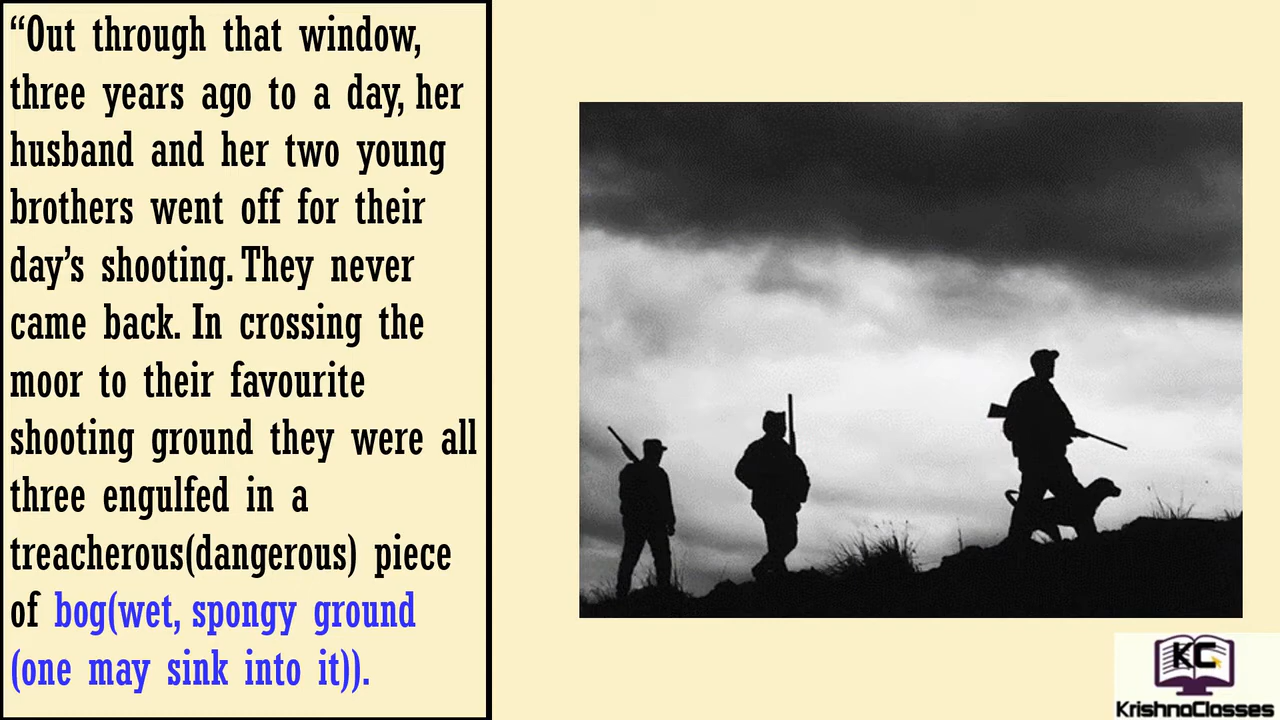 “Out through that window,
three years ago to a day, her
husband and her two young
brothers went off for their
day’s shooting. They never
came back. In crossing the
moor to their favourite
shooting ground they were all
three engulfed in a
treacherous(dangerous) piece
of bog(wet, spongy ground
(one may sink into it)).
KC
KrishnaClasses